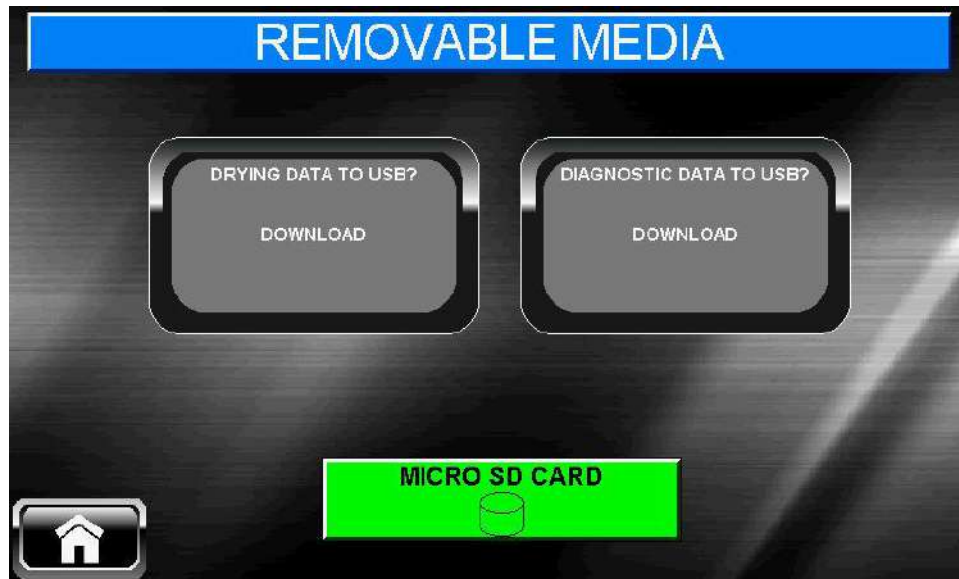 REMOVABLE MEDIA
DRYING DATA TO USB?
DOWNLOAD
DIAGNOSTIC DATA TO USB?
DOWNLOAD
MICRO SD CARD